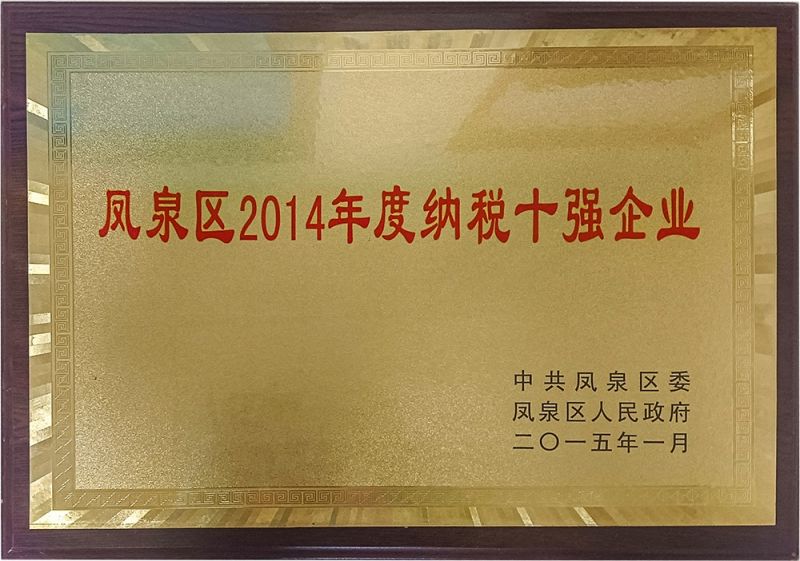 凤泉区2014年度纳税十强企业
中共凤泉区委
凤泉区人民政府
二〇一五年一月